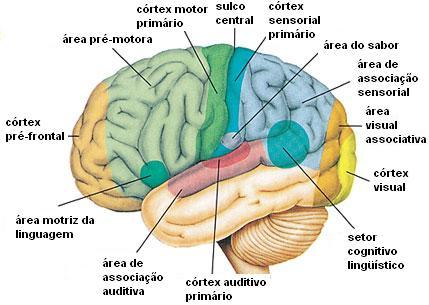 córtex motor
primário
sulco
central
córtex
sensorial
primário
área pré-motora
área do sabor
área de
associação
sensorial
córtex
pré-frontal
área
visual
associativa
córtex
visual
área motriz da
linguagem
setor
cognitivo
lingüístico
área de
associação
auditiva
córtex auditivo
primário